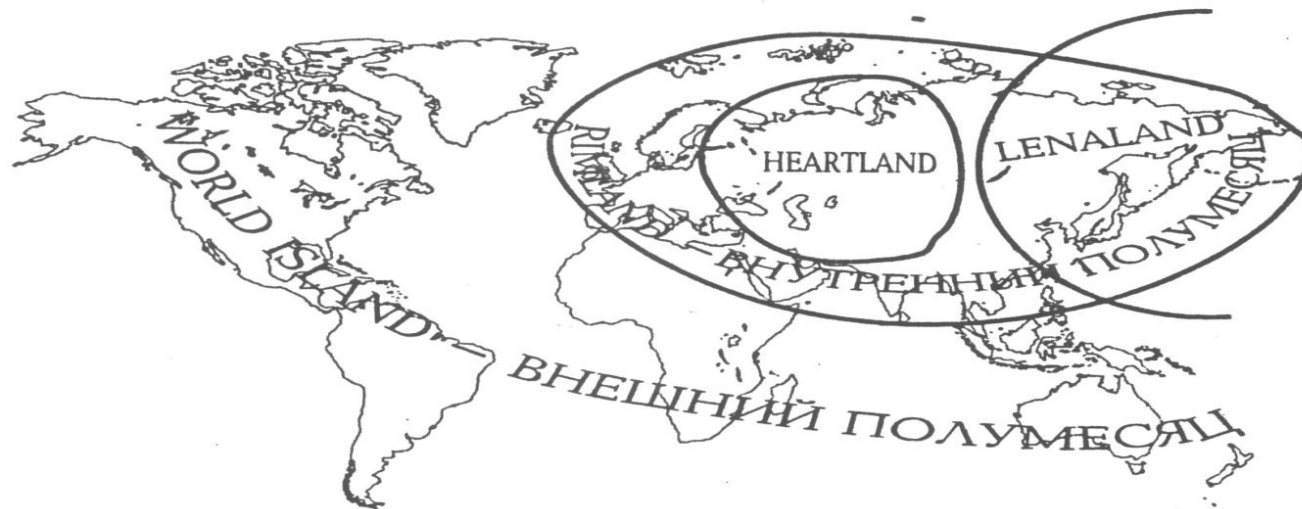 WORLD ISLAND – ВНЕШНИЙ ПОЛУМЕСЯЦ
RIMLAND – ВНУТРЕННИЙ ПОЛУМЕСЯЦ
HEARTLAND
LENALAND